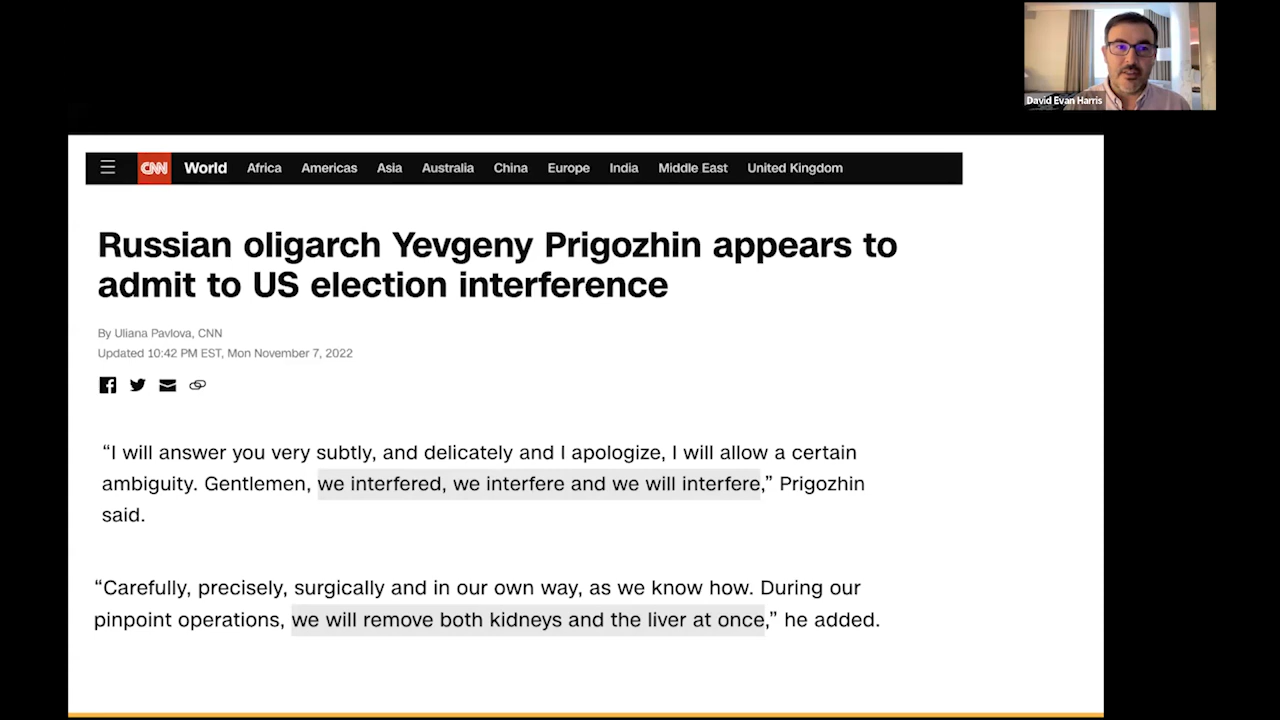 David Evan Harris
CNN World Africa Americas Asia Australia China Europe India Middle East United Kingdom
Russian oligarch Yevgeny Prigozhin appears to
admit to US election interference
By Uliana Pavlova, CNN
Updated 10:42 PM EST, Mon November 7, 2022
“I will answer you very subtly, and delicately and I apologize, I will allow a certain
ambiguity. Gentlemen, we interfered, we interfere and we will interfere,” Prigozhin
said.
“Carefully, precisely, surgically and in our own way, as we know how. During our
pinpoint operations, we will remove both kidneys and the liver at once,” he added.